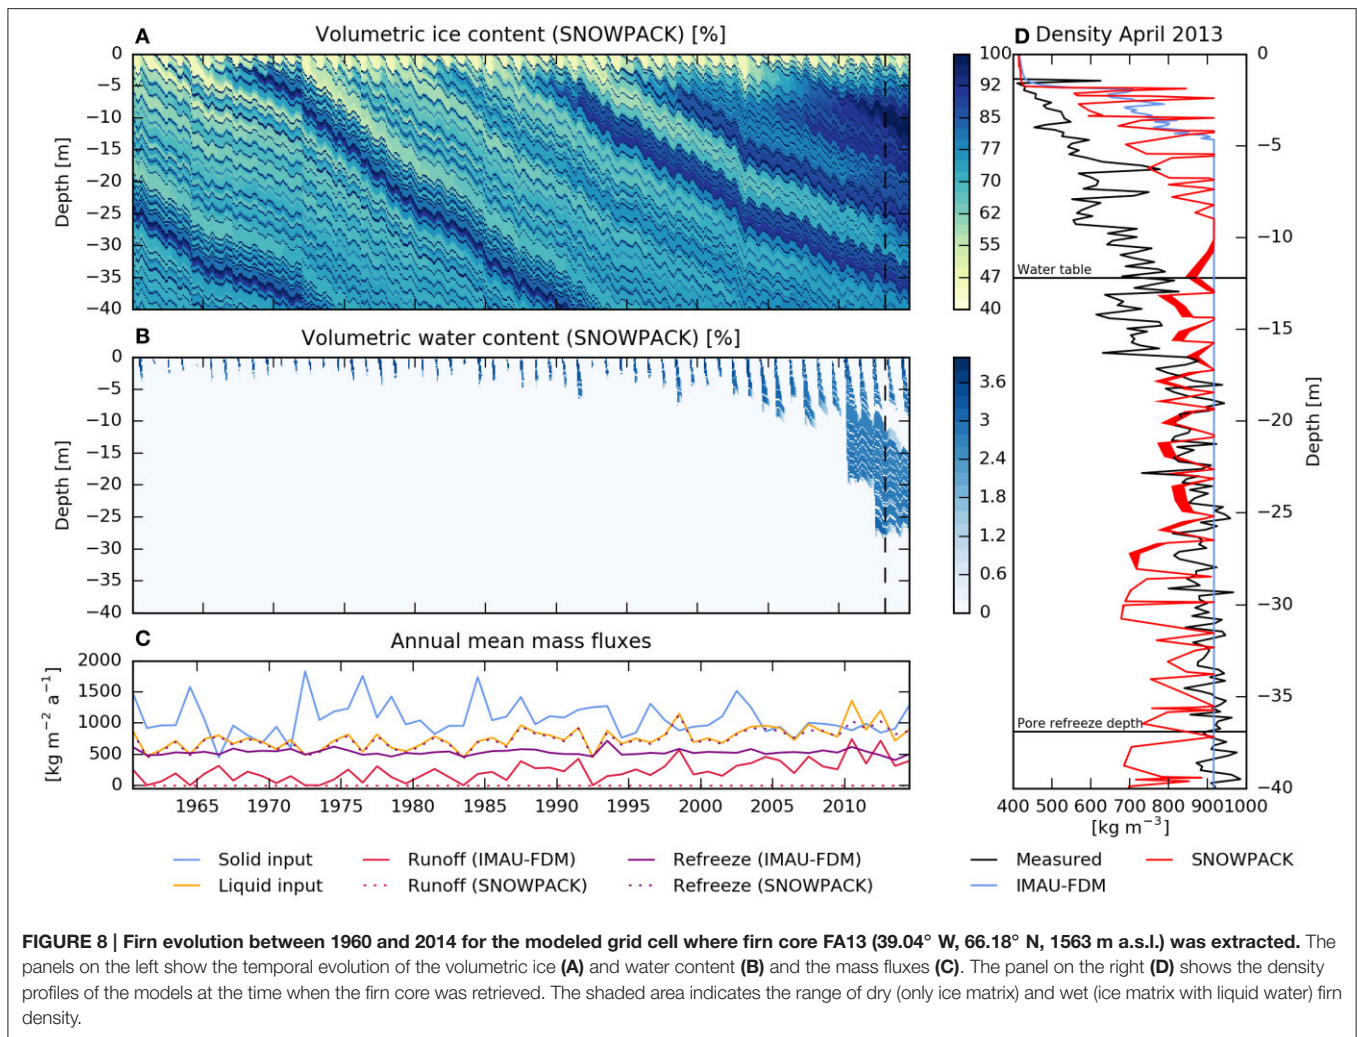 A
Volumetric ice content (SNOWPACK) [%]
0
−5
−10
−15
−20
−25
−30
−35
−40
Depth [m]
100
92
85
77
70
62
55
47
40
B
Volumetric water content (SNOWPACK) [%]
0
−5
−10
−15
−20
−25
−30
−35
−40
Depth [m]
3.6
3
2.4
1.8
1.2
0.6
0
C
Annual mean mass fluxes
2000
1500
1000
500
0
[kg m⁻² a⁻¹]
1965 1970 1975 1980 1985 1990 1995 2000 2005 2010
Solid input
Liquid input
Runoff (IMAU-FDM)
Runoff (SNOWPACK)
Refreeze (IMAU-FDM)
Refreeze (SNOWPACK)
D
Density April 2013
0
−5
−10
−15
−20
−25
−30
−35
−40
Depth [m]
Water table
Pore refreeze depth
400 500 600 700 800 900 1000
[kg m⁻³]
Measured
IMAU-FDM
SNOWPACK
FIGURE 8 | Firn evolution between 1960 and 2014 for the modeled grid cell where firn core FA13 (39.04° W, 66.18° N, 1563 m a.s.l.) was extracted. The
panels on the left show the temporal evolution of the volumetric ice (A) and water content (B) and the mass fluxes (C). The panel on the right (D) shows the density
profiles of the models at the time when the firn core was retrieved. The shaded area indicates the range of dry (only ice matrix) and wet (ice matrix with liquid water) firn
density.